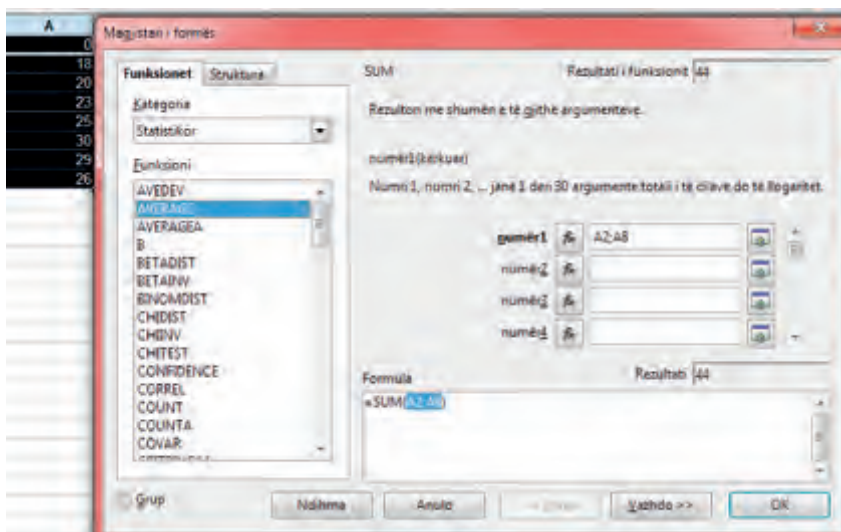 A
Magjistari i formës
0
18
20
23
25
30
29
26
Funksionet Struktura
SUM Rezultati i funksionit 44
Kategoria
Statistikor
Rezulton me shumën e të gjithë argumenteve.
Funksioni
numër1(kërkuar)
Numri 1, numri 2, ... janë 1 deri 30 argumente totali i të cilave do të llogaritet.
AVEDEV
AVERAGE
AVERAGEA
B
BETADIST
BETAINV
BINOMDIST
CHIDIST
CHIINV
CHITEST
CONFIDENCE
CORREL
COUNT
COUNTA
COVAR
numër1 A2;A8
numër2
numër3
numër4
Formula Rezultati 44
=SUM(A2;A8)
Grup Ndihma Anulo Vazhdo >> OK